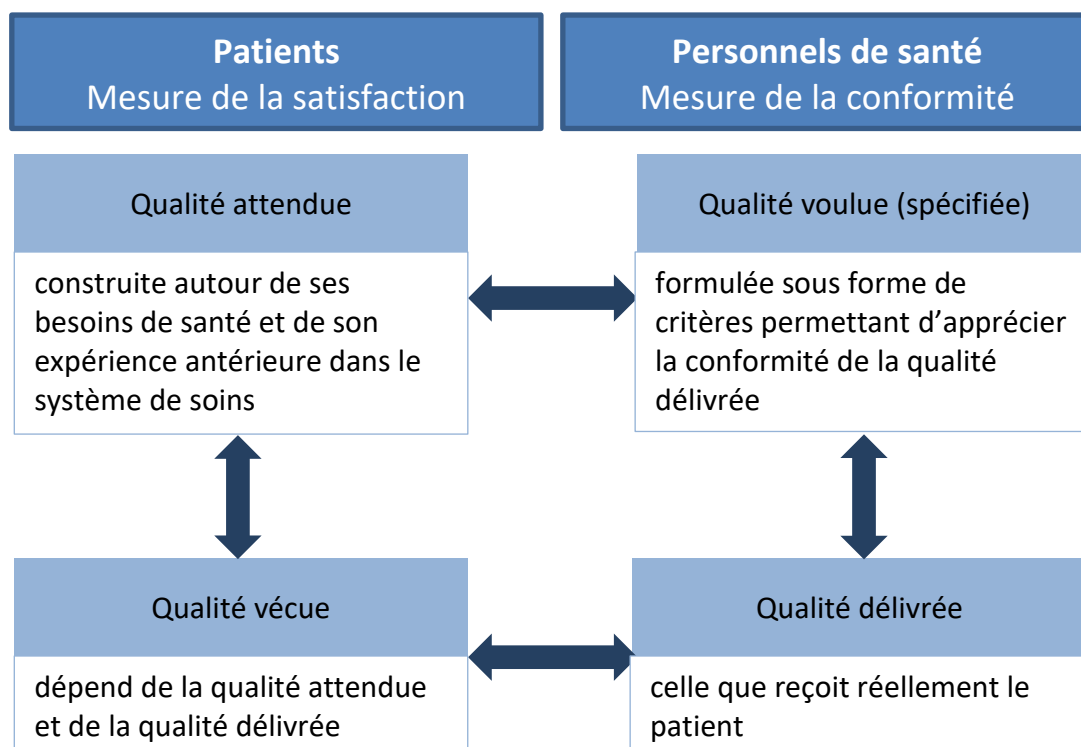 Patients
Mesure de la satisfaction
Personnels de santé
Mesure de la conformité
Qualité attendue
construite autour de ses
besoins de santé et de son
expérience antérieure dans le
système de soins
Qualité voulue (spécifiée)
formulée sous forme de
critères permettant d’apprécier
la conformité de la qualité
délivrée
Qualité vécue
dépend de la qualité attendue
et de la qualité délivrée
Qualité délivrée
celle que reçoit réellement le
patient